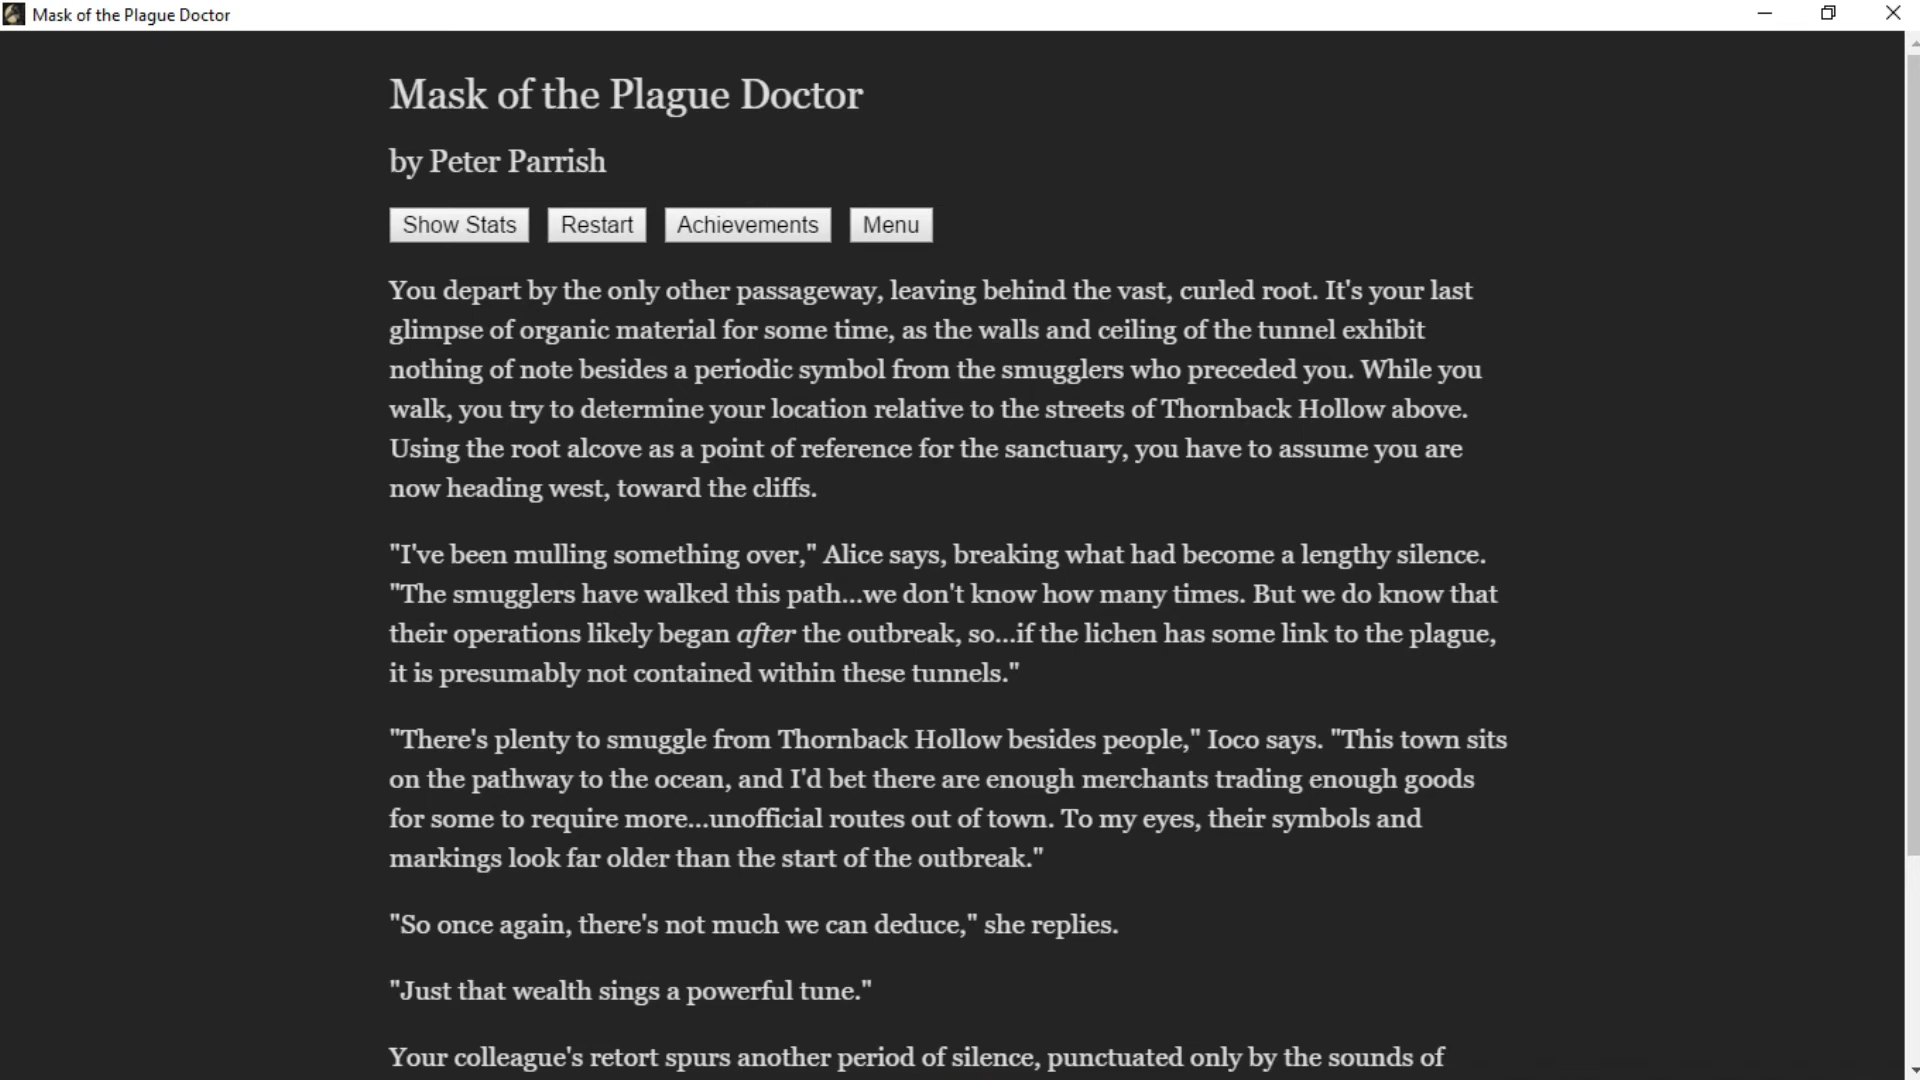 Mask of the Plague Doctor
Mask of the Plague Doctor
by Peter Parrish
Show Stats Restart Achievements Menu
You depart by the only other passageway, leaving behind the vast, curled root. It's your last
glimpse of organic material for some time, as the walls and ceiling of the tunnel exhibit
nothing of note besides a periodic symbol from the smugglers who preceded you. While you
walk, you try to determine your location relative to the streets of Thornback Hollow above.
Using the root alcove as a point of reference for the sanctuary, you have to assume you are
now heading west, toward the cliffs.
"I've been mulling something over," Alice says, breaking what had become a lengthy silence.
"The smugglers have walked this path...we don't know how many times. But we do know that
their operations likely began after the outbreak, so...if the lichen has some link to the plague,
it is presumably not contained within these tunnels."
"There's plenty to smuggle from Thornback Hollow besides people," Ioco says. "This town sits
on the pathway to the ocean, and I'd bet there are enough merchants trading enough goods
for some to require more...unofficial routes out of town. To my eyes, their symbols and
markings look far older than the start of the outbreak."
"So once again, there's not much we can deduce," she replies.
"Just that wealth sings a powerful tune."
Your colleague's retort spurs another period of silence, punctuated only by the sounds of